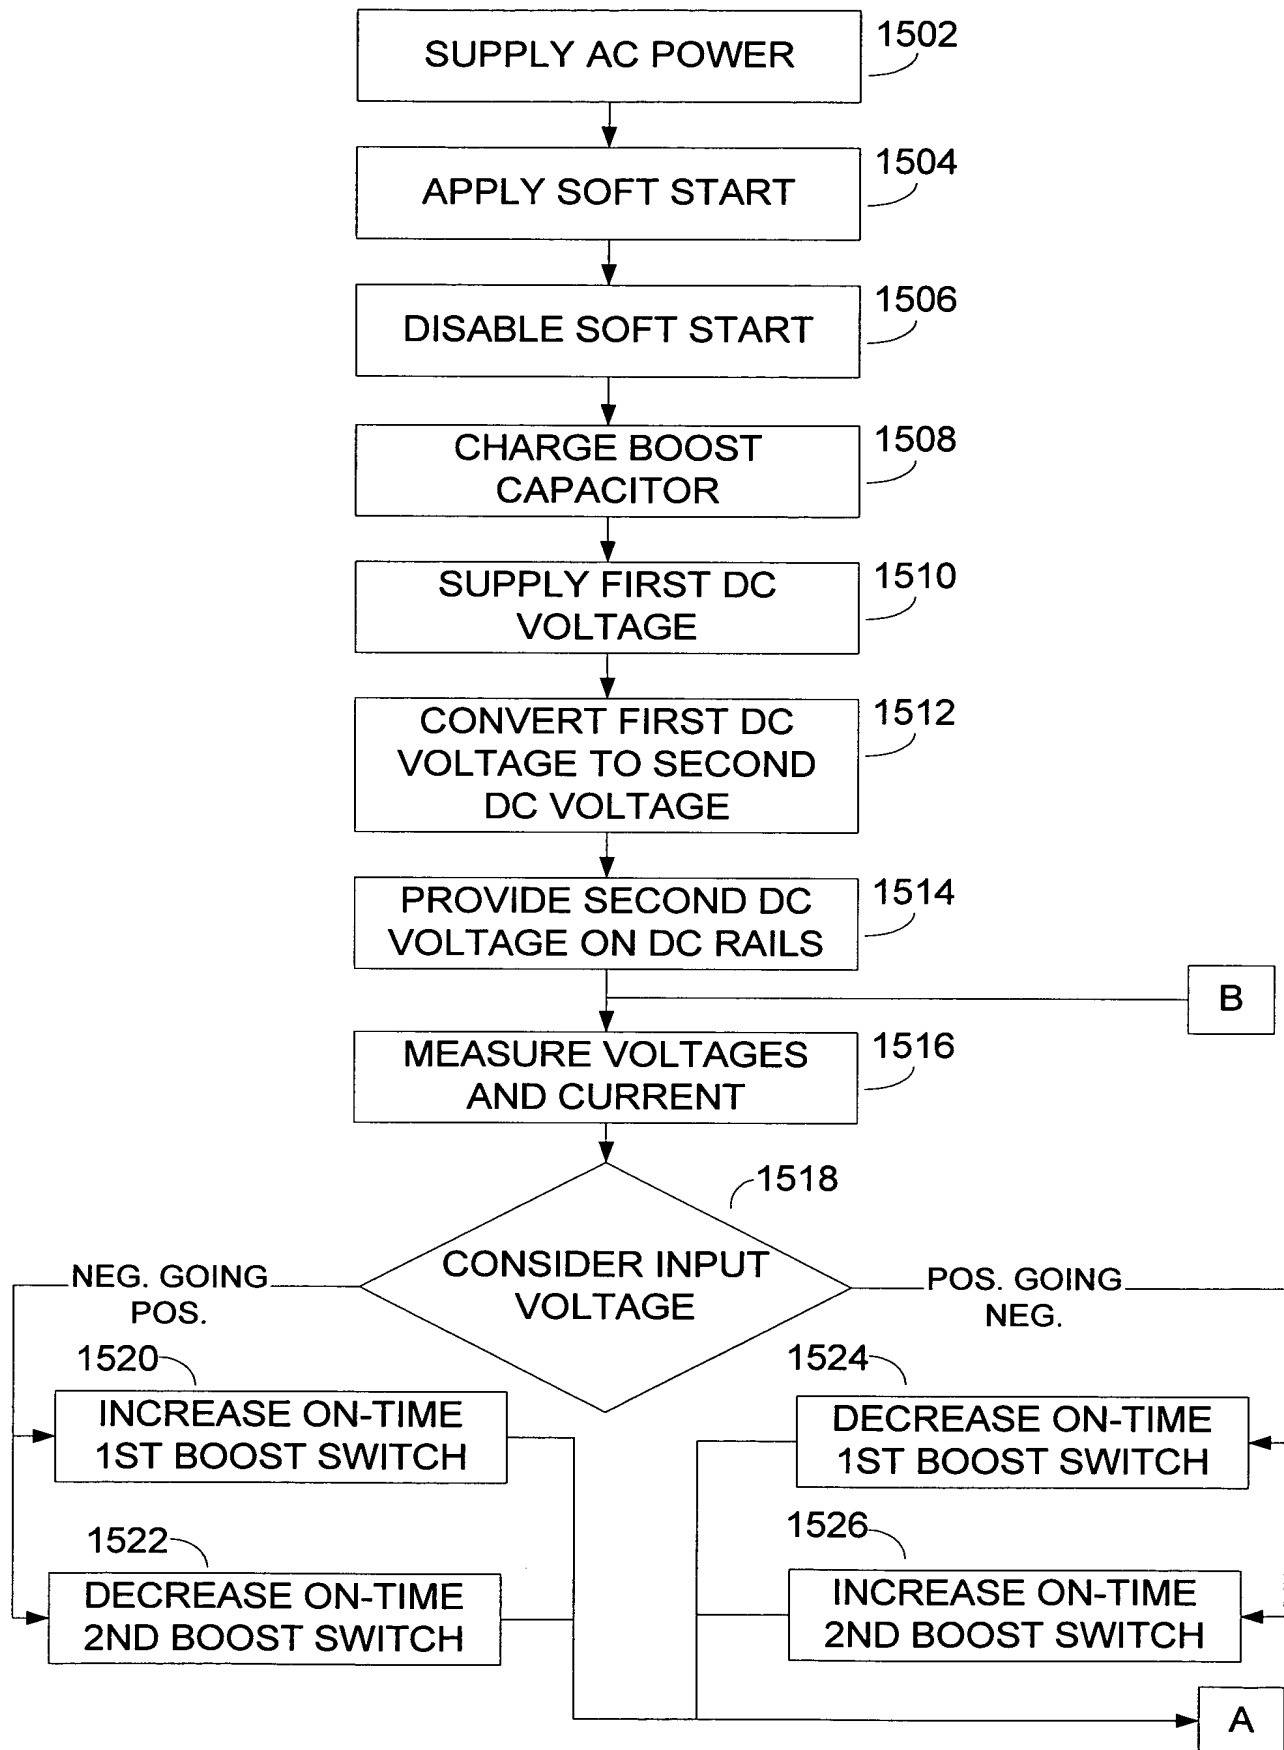 SUPPLY AC POWER
1502
APPLY SOFT START
1504
DISABLE SOFT START
1506
CHARGE BOOST
CAPACITOR
1508
SUPPLY FIRST DC
VOLTAGE
1510
CONVERT FIRST DC
VOLTAGE TO SECOND
DC VOLTAGE
1512
PROVIDE SECOND DC
VOLTAGE ON DC RAILS
1514
B
MEASURE VOLTAGES
AND CURRENT
1516
1518
CONSIDER INPUT
VOLTAGE
NEG. GOING
POS.
POS. GOING
NEG.
1520
INCREASE ON-TIME
1ST BOOST SWITCH
1524
DECREASE ON-TIME
1ST BOOST SWITCH
1522
DECREASE ON-TIME
2ND BOOST SWITCH
1526
INCREASE ON-TIME
2ND BOOST SWITCH
A